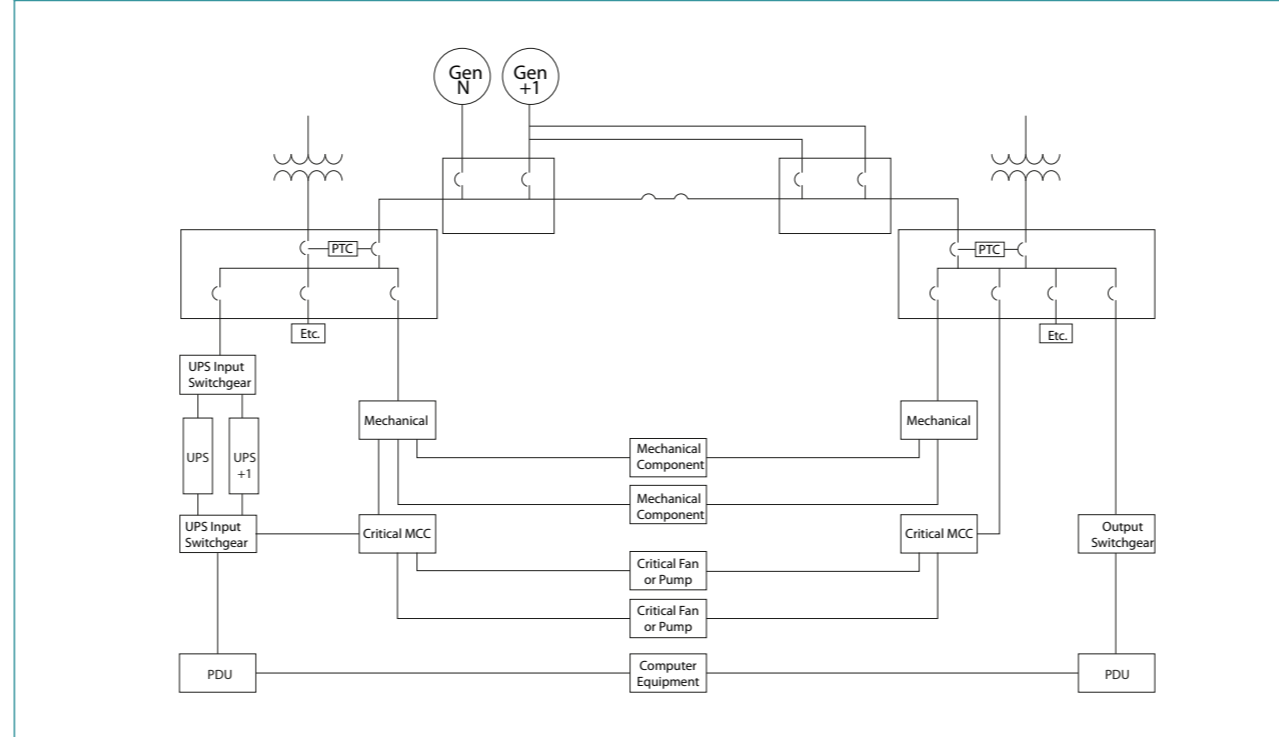 Gen
N
Gen
+1
PTC
PTC
Etc.
Etc.
UPS Input
Switchgear
UPS
UPS
+1
Mechanical
Mechanical
Mechanical
Component
Mechanical
Component
UPS Input
Switchgear
Critical MCC
Critical MCC
Output
Switchgear
Critical Fan
or Pump
Critical Fan
or Pump
PDU
Computer
Equipment
PDU